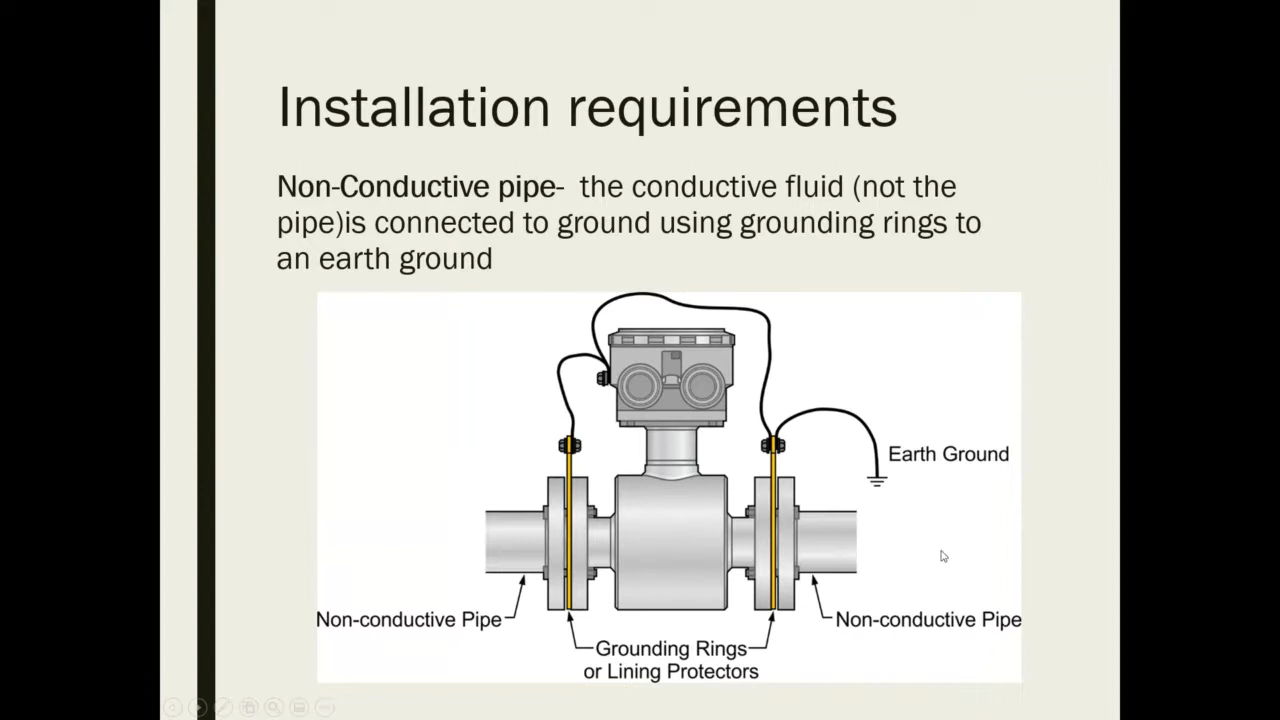 Installation requirements
Non-Conductive pipe-  the conductive fluid (not the
pipe)is connected to ground using grounding rings to
an earth ground
Earth Ground
Non-conductive Pipe
Non-conductive Pipe
Grounding Rings
or Lining Protectors